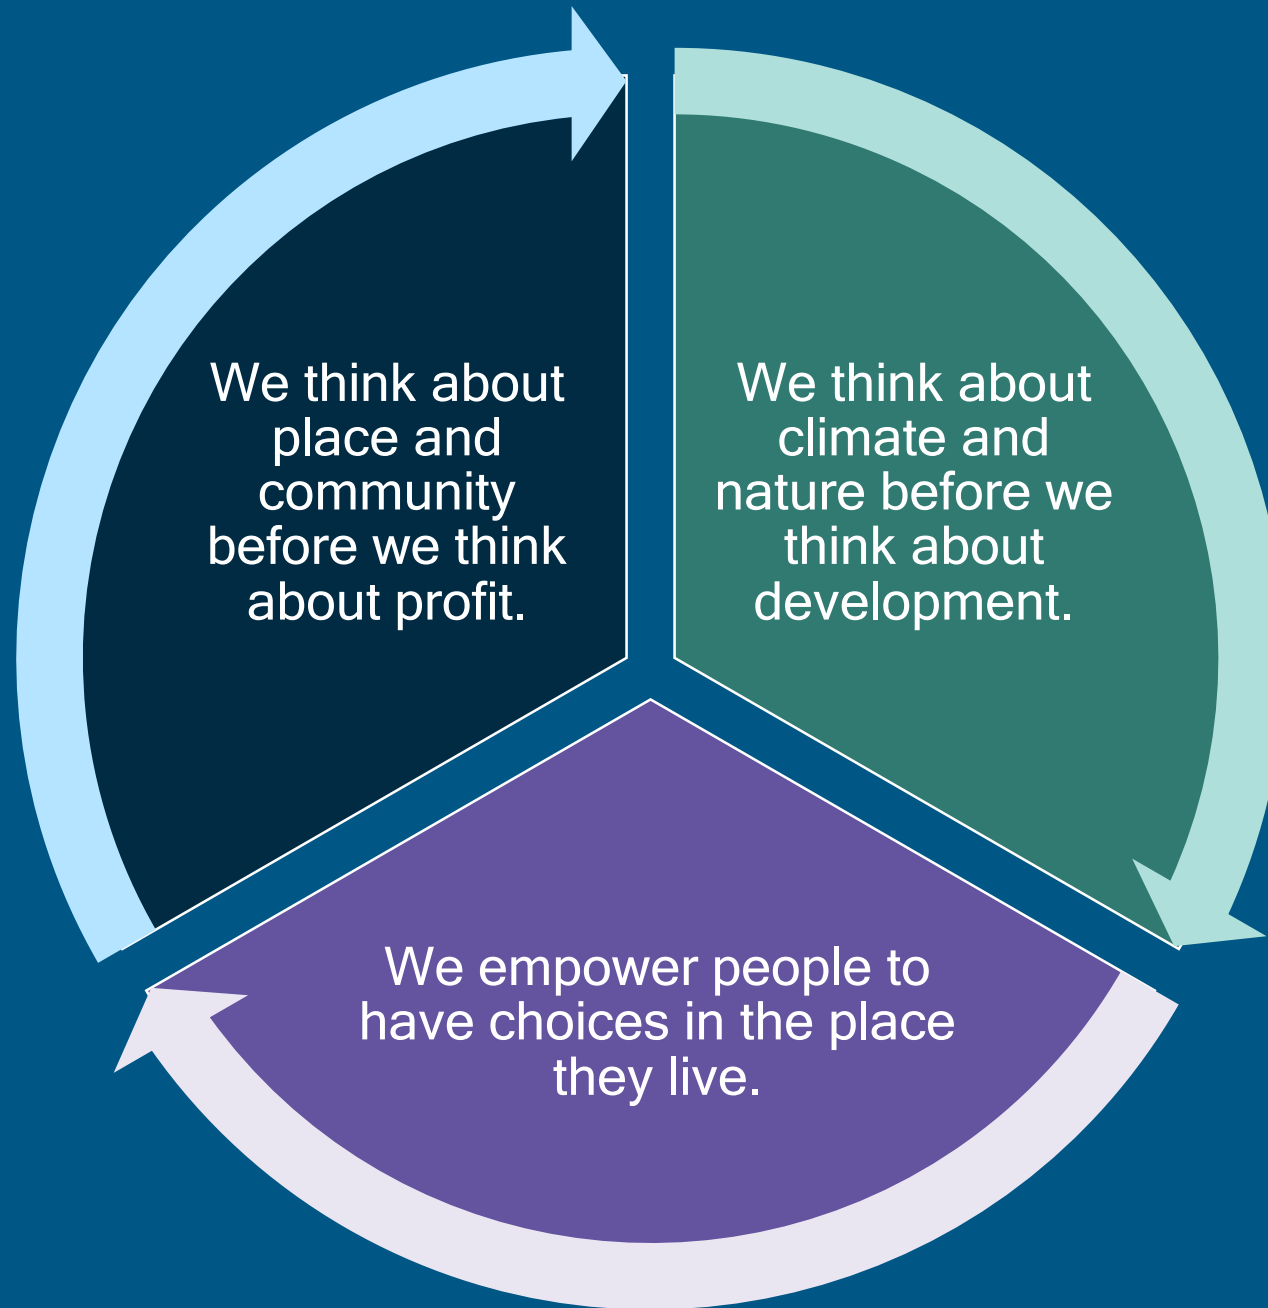 We think about
place and
community
before we think
about profit.
We think about
climate and
nature before we
think about
development.
We empower people to
have choices in the place
they live.